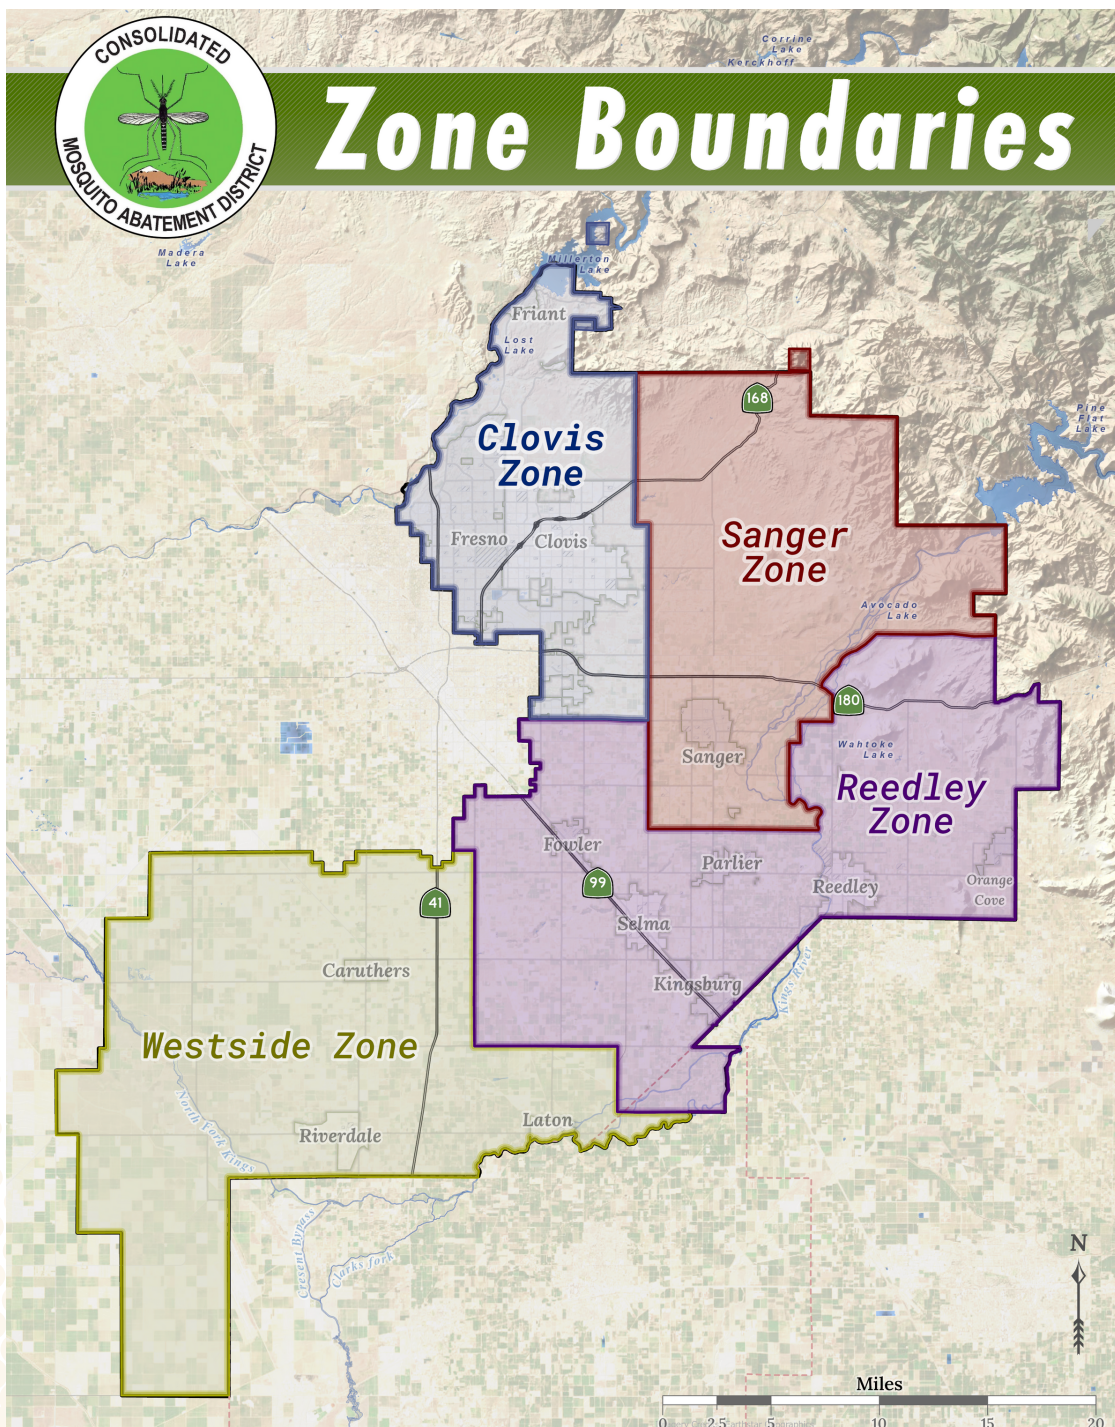 CONSOLIDATED
MOSQUITO ABATEMENT DISTRICT
Zone Boundaries
Corrine
Lake
Kerckhoff
Madera
Lake
Millerton
Lake
Friant
Lost
Lake
168
Pine
Flat
Lake
Clovis
Zone
Fresno
Clovis
Sanger
Zone
Avocado
Lake
180
Wahtoke
Lake
Sanger
Reedley
Zone
Fowler
Parlier
99
Reedley
Orange
Cove
41
Selma
Caruthers
Kingsburg
Kings River
Westside Zone
North Fork Kings
Laton
Riverdale
Cresent Bypass
Clarks fork
N
Miles
0 2.5 5 10 15 20